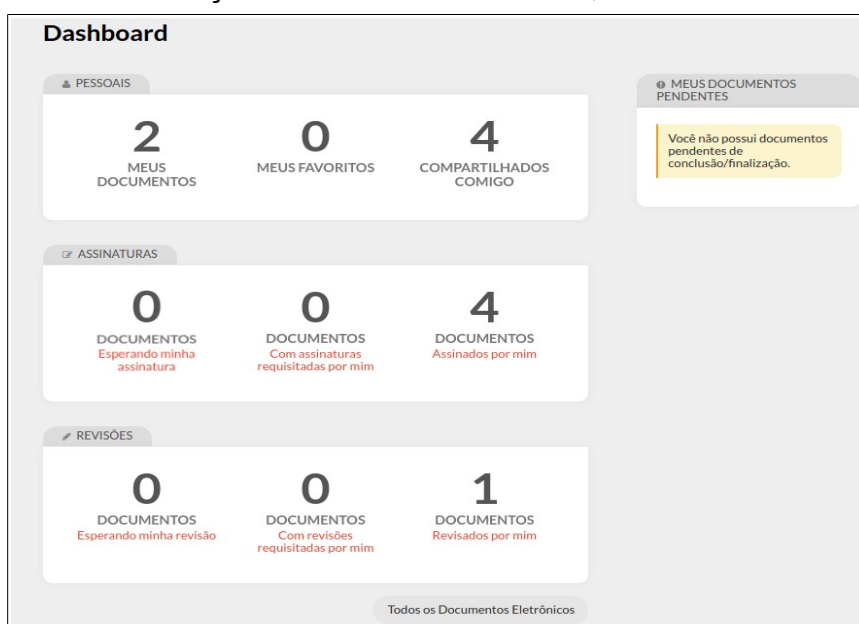 Dashboard
PESSOAIS
2
MEUS
DOCUMENTOS
0
MEUS FAVORITOS
4
COMPARTILHADOS
COMIGO
MEUS DOCUMENTOS
PENDENTES
Você não possui documentos
pendentes de
conclusão/finalização.
ASSINATURAS
0
DOCUMENTOS
Esperando minha
assinatura
0
DOCUMENTOS
Com assinaturas
requisitadas por mim
4
DOCUMENTOS
Assinados por mim
REVISÕES
0
DOCUMENTOS
Esperando minha revisão
0
DOCUMENTOS
Com revisões
requisitadas por mim
1
DOCUMENTOS
Revisados por mim
Todos os Documentos Eletrônicos